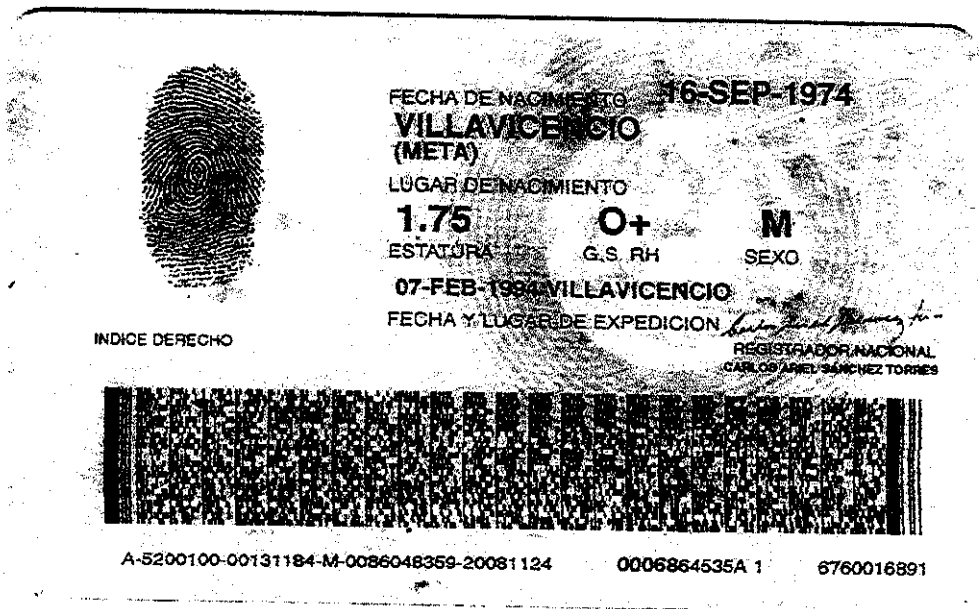 FECHA DE NACIMIENTO 16-SEP-1974
VILLAVICENCIO
(META)
LUGAR DE NACIMIENTO
1.75 O+ M
ESTATURA G.S. RH SEXO
07-FEB-1994 VILLAVICENCIO
FECHA Y LUGAR DE EXPEDICION
INDICE DERECHO
REGISTRADOR NACIONAL
CARLOS ARIEL SANCHEZ TORRES
A-5200100-00131184-M-0086048359-20081124 0006864535A 1 6760016891